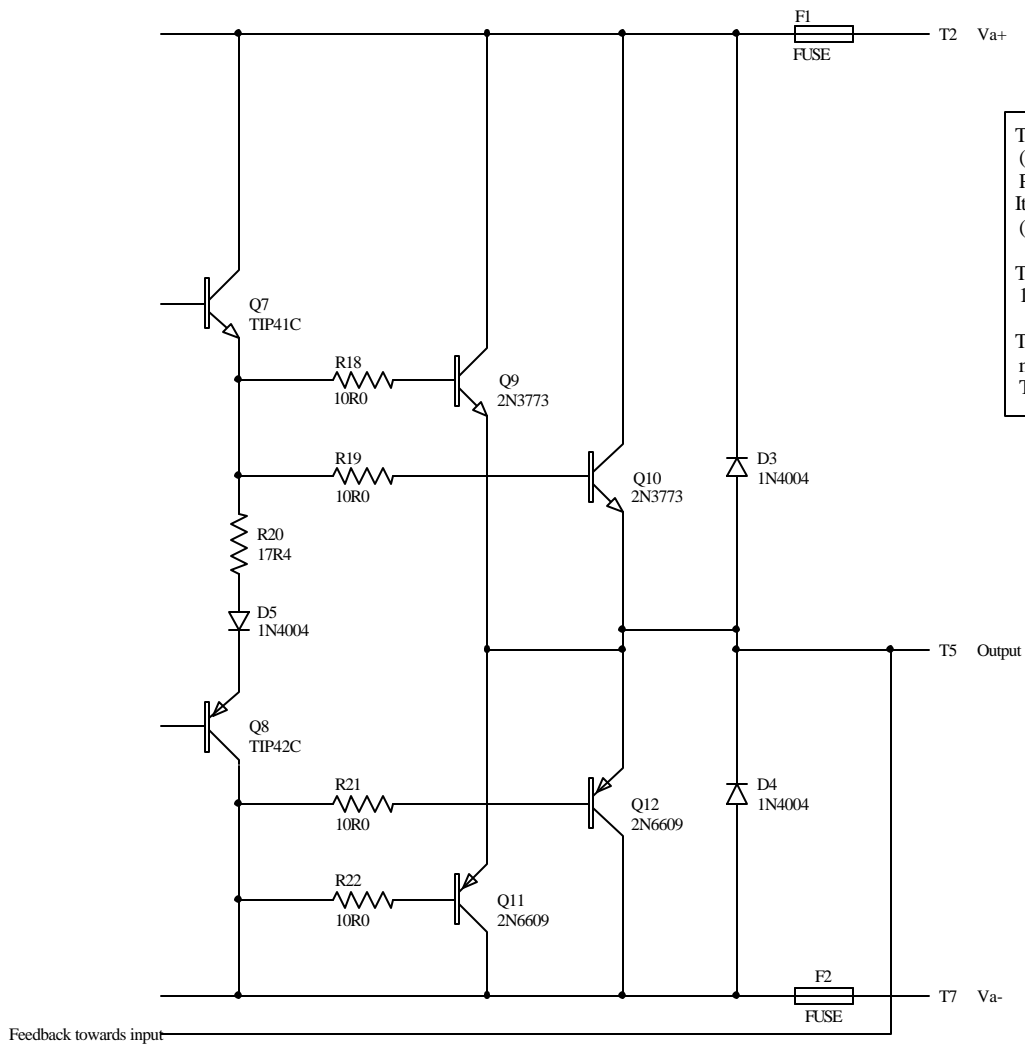 F1
FUSE
T2 Va+
T
(
It
(
T
1
T
T
Q7
TIP41C
R18
10R0
Q9
2N3773
R19
10R0
Q10
2N3773
D3
1N4004
R20
17R4
D5
1N4004
T5 Output
Q8
TIP42C
R21
10R0
Q12
2N6609
D4
1N4004
R22
10R0
Q11
2N6609
F2
FUSE
T7 Va-
Feedback towards input